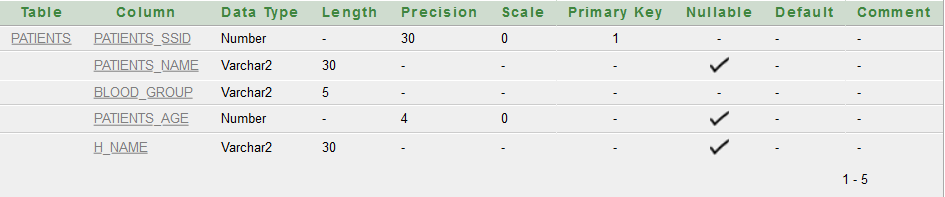 Table Column Data Type Length Precision Scale Primary Key Nullable Default Comment
PATIENTS PATIENTS_SSID Number - 30 0 1 - - -
PATIENTS_NAME Varchar2 30 - - - - -
BLOOD_GROUP Varchar2 5 - - - - - -
PATIENTS_AGE Number - 4 0 - - -
H_NAME Varchar2 30 - - - - -
1 - 5